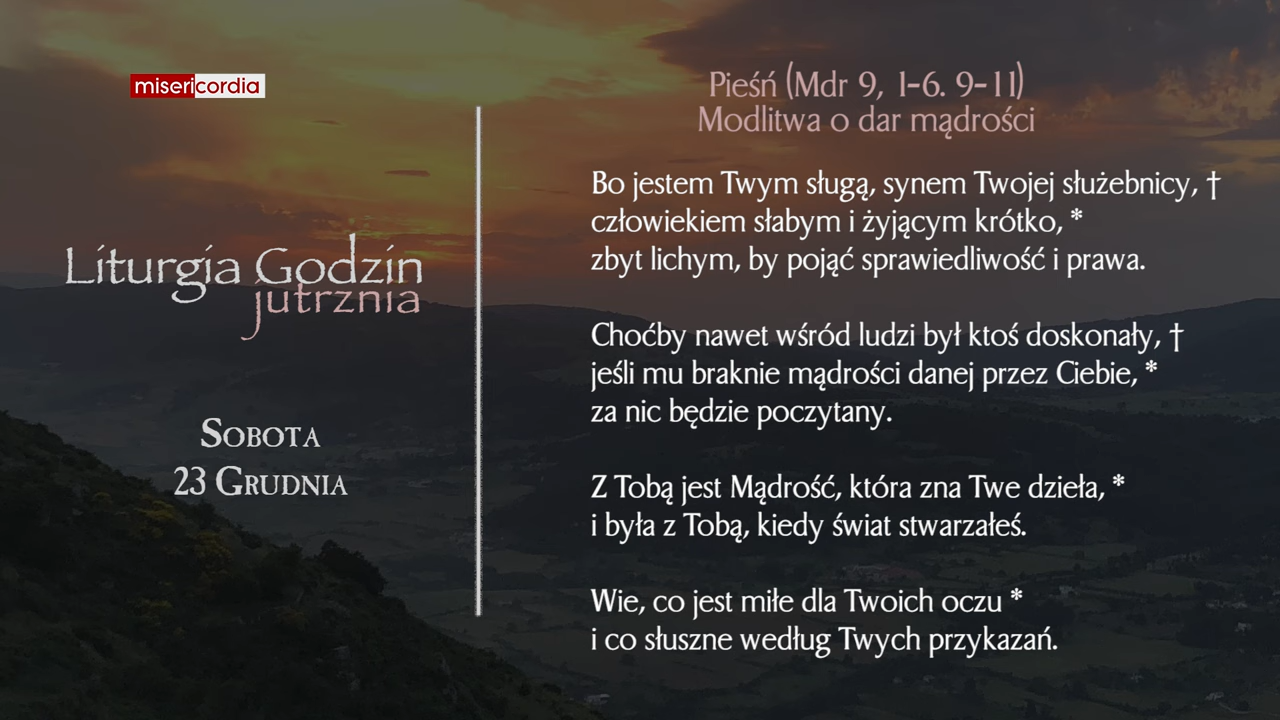 misericordia
Liturgia Godzin
jutrznia
Sobota
23 Grudnia
Pieśń (Mdr 9, 1-6. 9-11)
Modlitwa o dar mądrości
Bo jestem Twym sługą, synem Twojej służebnicy, †
człowiekiem słabym i żyjącym krótko, *
zbyt lichym, by pojąć sprawiedliwość i prawa.
Choćby nawet wśród ludzi był ktoś doskonały, †
jeśli mu braknie mądrości danej przez Ciebie, *
za nic będzie poczytany.
Z Tobą jest Mądrość, która zna Twe dzieła, *
i była z Tobą, kiedy świat stwarzałeś.
Wie, co jest miłe dla Twoich oczu *
i co słuszne według Twych przykazań.